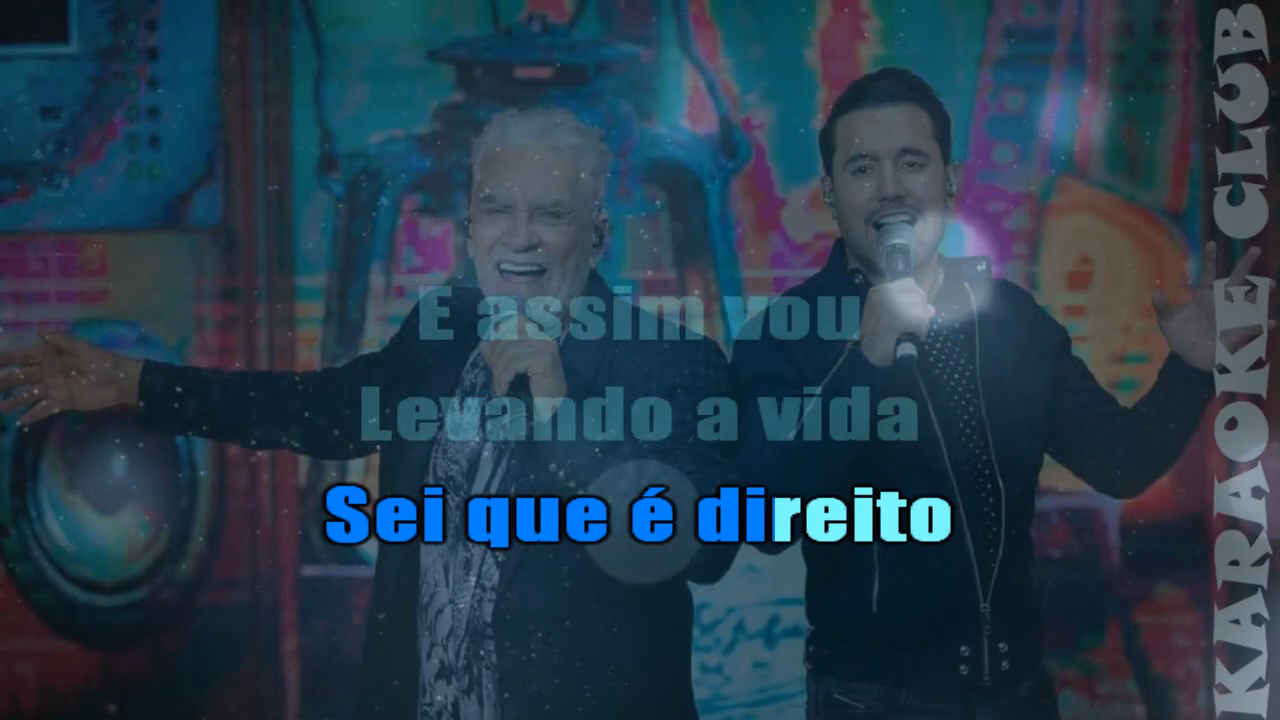 E assim vou
Levando a vida
Sei que é direito
KARAOKE CLUB